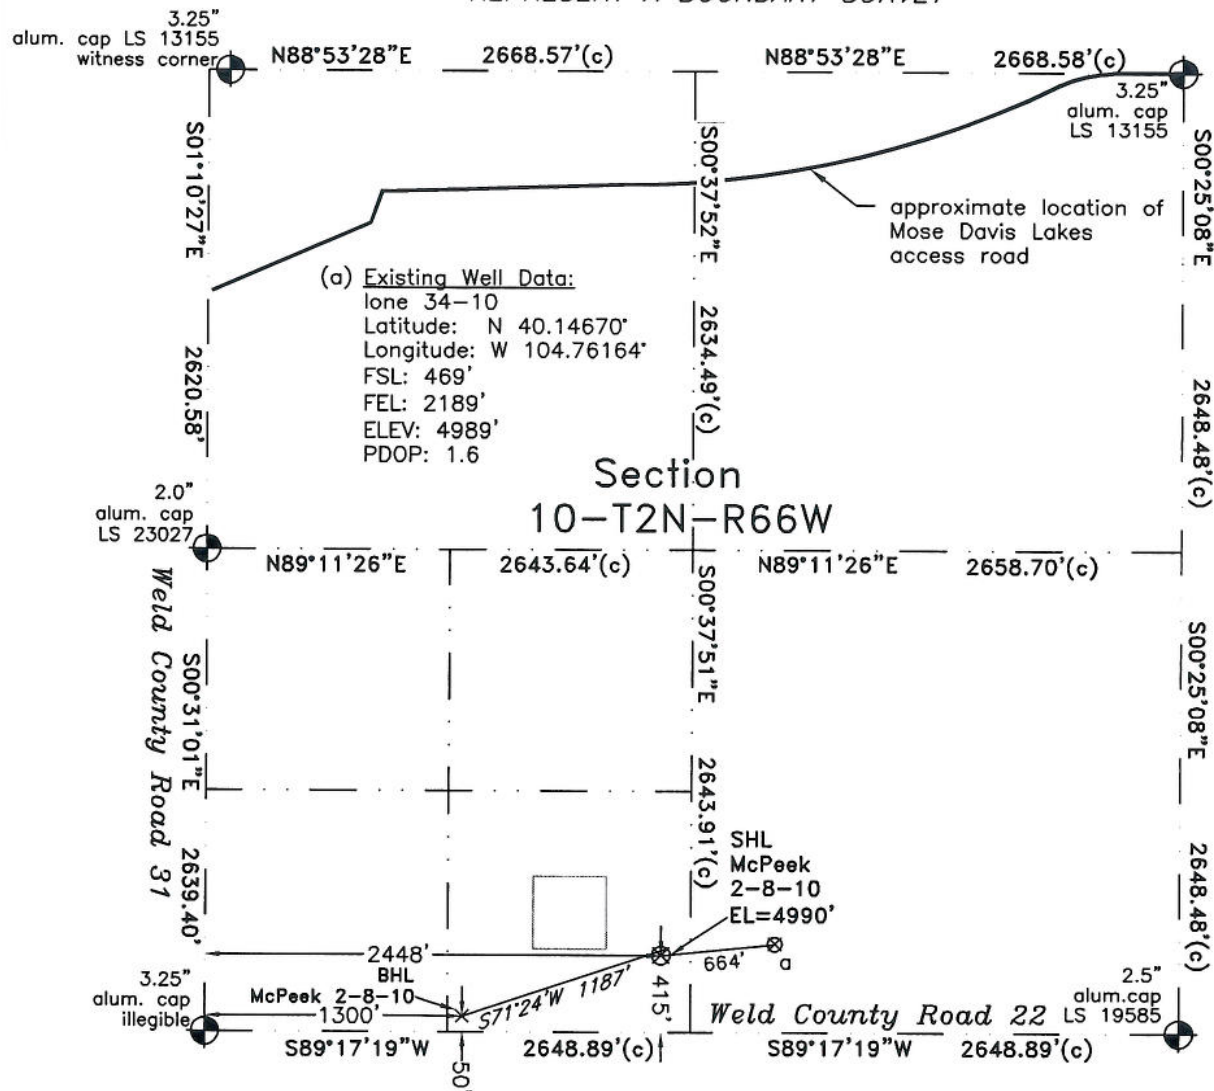 3.25"
alum. cap LS 13155
witness corner
N88°53'28"E
2668.57'(c)
N88°53'28"E
2668.58'(c)
3.25"
alum. cap
LS 13155
S01°10'27"E
S00°37'52"E
S00°25'08"E
approximate location of
Mose Davis Lakes
access road
(a) Existing Well Data:
Ione 34-10
Latitude: N 40.14670°
Longitude: W 104.76164°
FSL: 469'
FEL: 2189'
ELEV: 4989'
PDOP: 1.6
2620.58'
2634.49'(c)
2648.48'(c)
Section
10-T2N-R66W
2.0"
alum. cap
LS 23027
N89°11'26"E
2643.64'(c)
N89°11'26"E
2658.70'(c)
Weld County Road 31
S00°31'01"E
S00°37'51"E
S00°25'08"E
2639.40'
2643.91'(c)
2648.48'(c)
SHL
McPeek
2-8-10
EL=4990'
2448'
664'
a
BHL
McPeek 2-8-10
1300'
S71°24'W 1187'
415'
3.25"
alum. cap
illegible
Weld County Road 22
2.5"
alum.cap
LS 19585
S89°17'19"W
2648.89'(c)
S89°17'19"W
2648.89'(c)
50'